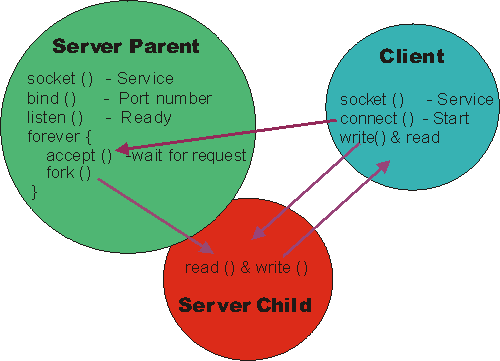 Server Parent
socket () - Service
bind () - Port number
listen () - Ready
forever {
accept () -wait for request
fork ()
}
Client
socket () - Service
connect () - Start
write() & read
read () & write ()
Server Child